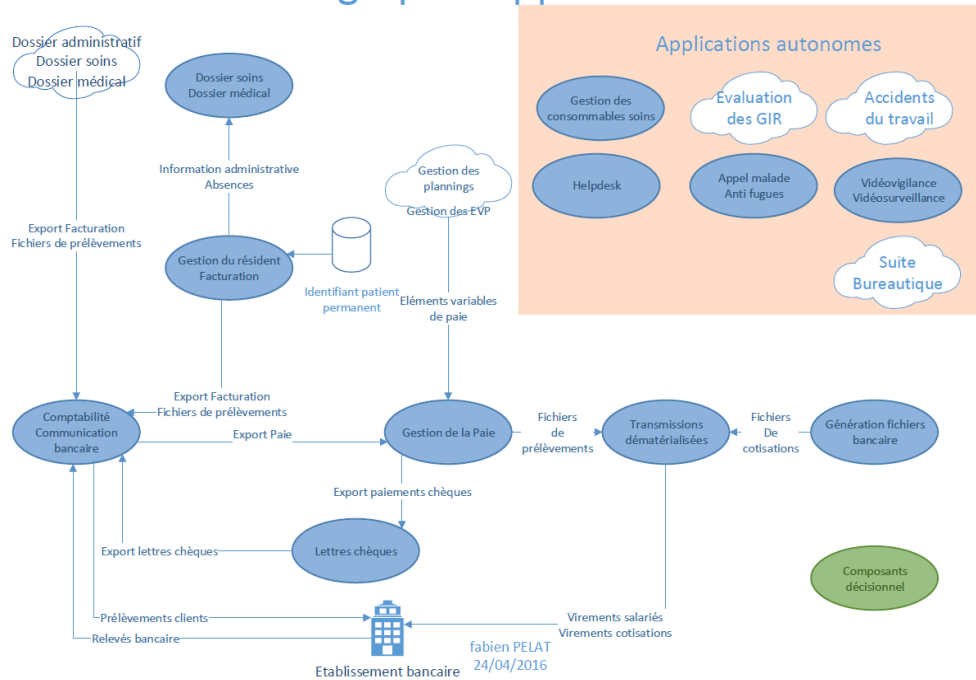 Dossier administratif
Dossier soins
Dossier médical
Dossier soins
Dossier médical
Applications autonomes
Gestion des
consommables soins
Evaluation
des GIR
Accidents
du travail
Helpdesk
Appel malade
Anti fugues
Vidéovigilance
Vidéosurveillance
Suite
Bureautique
Information administrative
Absences
Gestion des
plannings
Gestion des EVP
Export Facturation
Fichiers de prélèvements
Gestion du résident
Facturation
Identifiant patient
permanent
Eléments variables
de paie
Export Facturation
Fichiers de prélèvements
Comptabilité
Communication
bancaire
Export Paie
Gestion de la Paie
Fichiers
de
prélèvements
Transmissions
dématérialisées
Fichiers
De
cotisations
Génération fichiers
bancaire
Export paiements chèques
Export lettres chèques
Lettres chèques
Composants
décisionnel
Prélèvements clients
Relevés bancaire
Virements salariés
Virements cotisations
Etablissement bancaire
fabien PELAT
24/04/2016